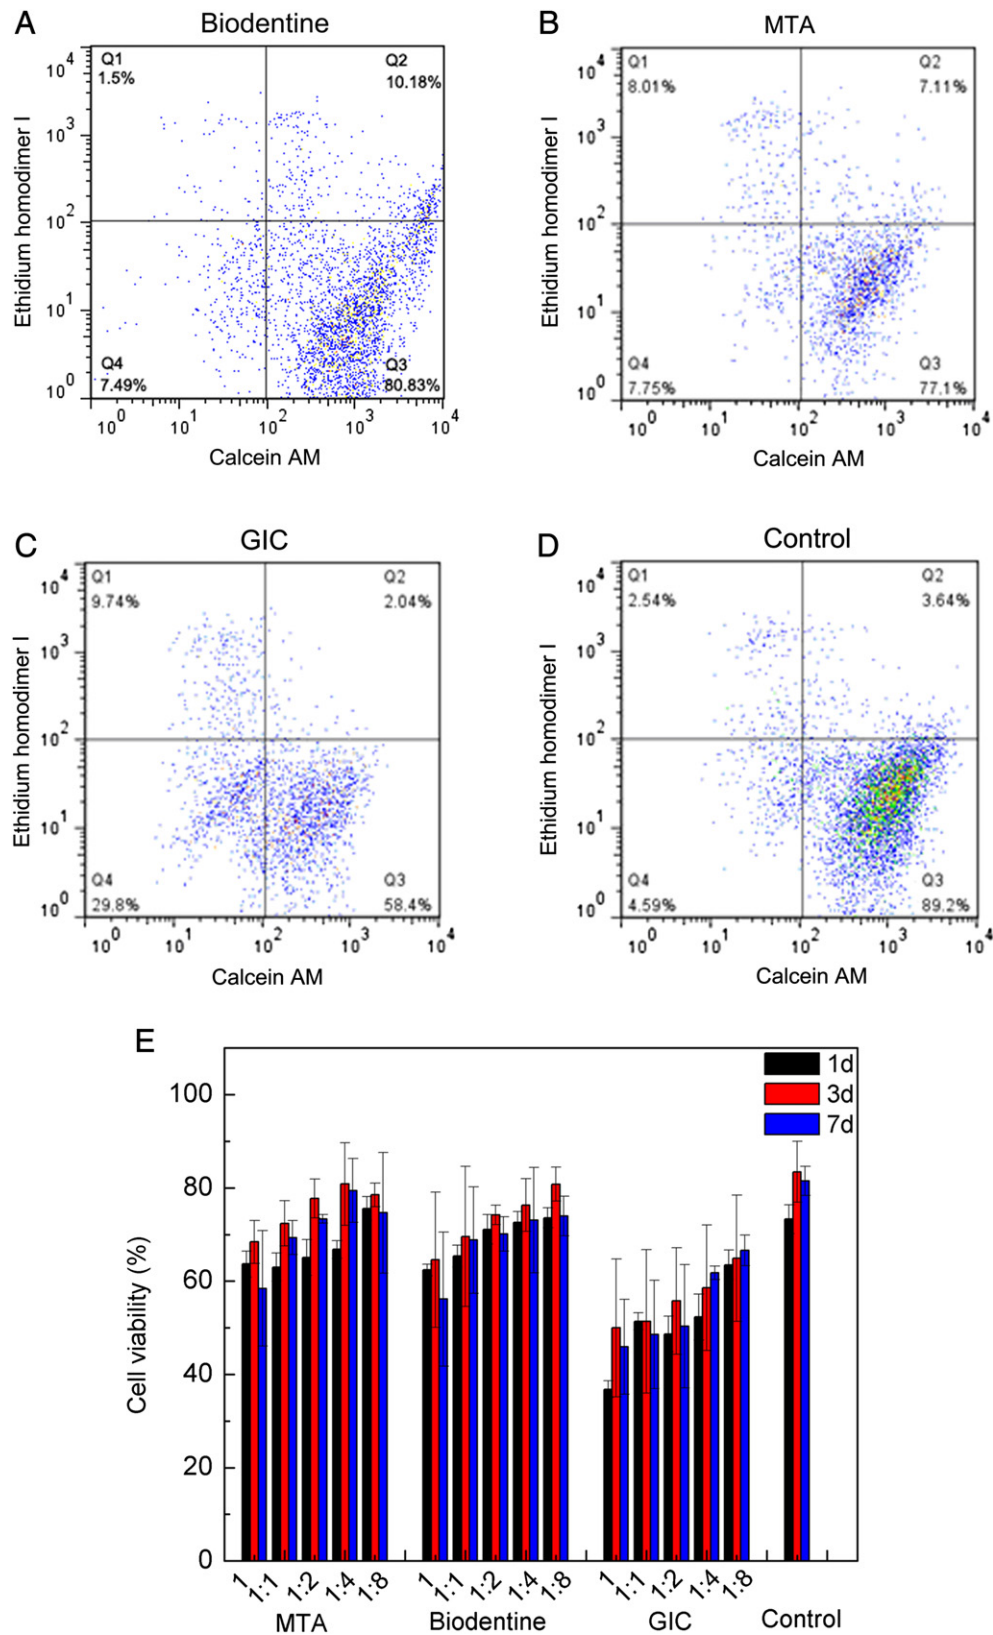 A
Biodentine
Q1
1.5%
Q2
10.18%
Q4
7.49%
Q3
80.83%
10^4
10^3
10^2
10^1
10^0
Ethidium homodimer I
10^0 10^1 10^2 10^3 10^4
Calcein AM
B
MTA
Q1
8.01%
Q2
7.11%
Q4
7.75%
Q3
77.1%
10^4
10^3
10^2
10^1
10^0
Ethidium homodimer I
10^0 10^1 10^2 10^3 10^4
Calcein AM
C
GIC
Q1
9.74%
Q2
2.04%
Q4
29.8%
Q3
58.4%
10^4
10^3
10^2
10^1
10^0
Ethidium homodimer I
10^0 10^1 10^2 10^3 10^4
Calcein AM
D
Control
Q1
2.54%
Q2
3.64%
Q4
4.59%
Q3
89.2%
10^4
10^3
10^2
10^1
10^0
Ethidium homodimer I
10^0 10^1 10^2 10^3 10^4
Calcein AM
E
1d
3d
7d
100
80
60
40
20
0
Cell viability (%)
1 1:1 1:2 1:4 1:8 1 1:1 1:2 1:4 1:8 1 1:1 1:2 1:4 1:8
MTA Biodentine GIC Control